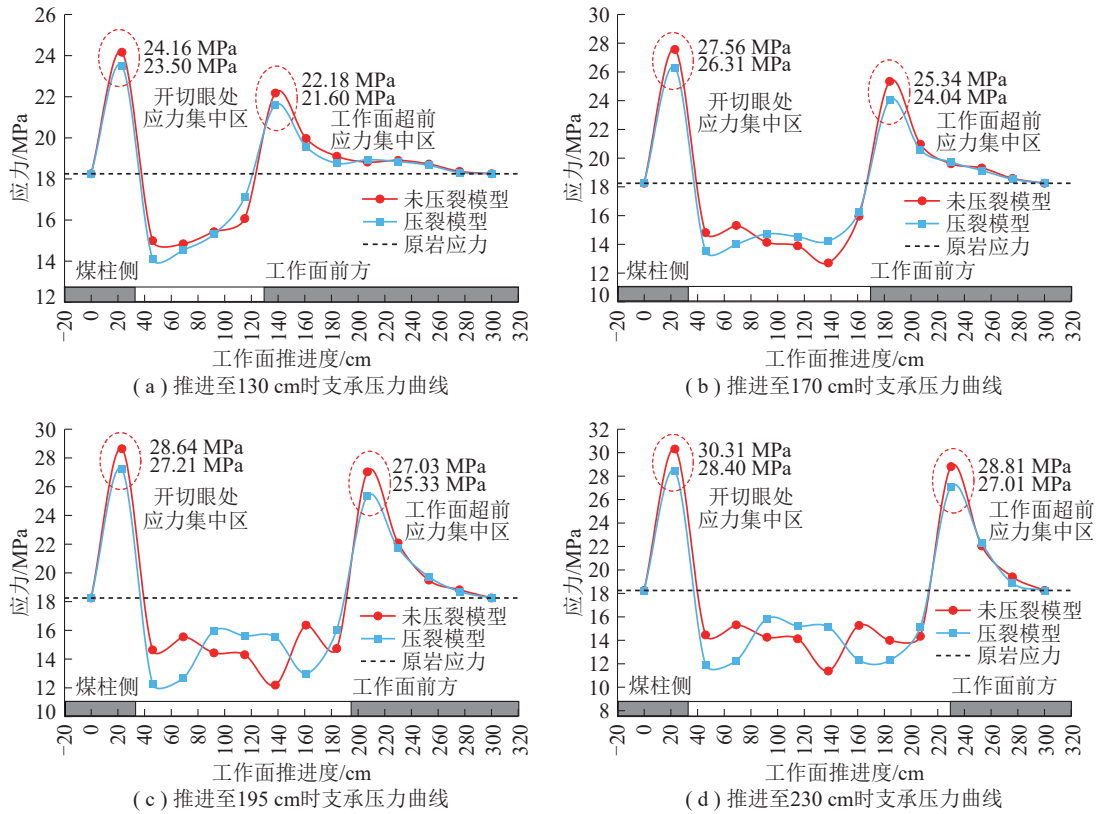 26
24
22
20
18
16
14
12
应力/MPa
24.16 MPa
23.50 MPa
开切眼处
应力集中区
22.18 MPa
21.60 MPa
工作面超前
应力集中区
未压裂模型
压裂模型
原岩应力
煤柱侧
工作面前方
−20 0 20 40 60 80 100 120 140 160 180 200 220 240 260 280 300 320
工作面推进度/cm
( a ) 推进至130 cm时支承压力曲线
30
28
26
24
22
20
18
16
14
12
10
应力/MPa
27.56 MPa
26.31 MPa
开切眼处
应力集中区
25.34 MPa
24.04 MPa
工作面超前
应力集中区
未压裂模型
压裂模型
原岩应力
煤柱侧
工作面前方
−20 0 20 40 60 80 100 120 140 160 180 200 220 240 260 280 300 320
工作面推进度/cm
( b ) 推进至170 cm时支承压力曲线
30
28
26
24
22
20
18
16
14
12
10
应力/MPa
28.64 MPa
27.21 MPa
开切眼处
应力集中区
27.03 MPa
25.33 MPa
工作面超前
应力集中区
未压裂模型
压裂模型
原岩应力
煤柱侧
工作面前方
−20 0 20 40 60 80 100 120 140 160 180 200 220 240 260 280 300 320
工作面推进度/cm
( c ) 推进至195 cm时支承压力曲线
32
30
28
26
24
22
20
18
16
14
12
10
8
应力/MPa
30.31 MPa
28.40 MPa
开切眼处
应力集中区
28.81 MPa
27.01 MPa
工作面超前
应力集中区
未压裂模型
压裂模型
原岩应力
煤柱侧
工作面前方
−20 0 20 40 60 80 100 120 140 160 180 200 220 240 260 280 300 320
工作面推进度/cm
( d ) 推进至230 cm时支承压力曲线